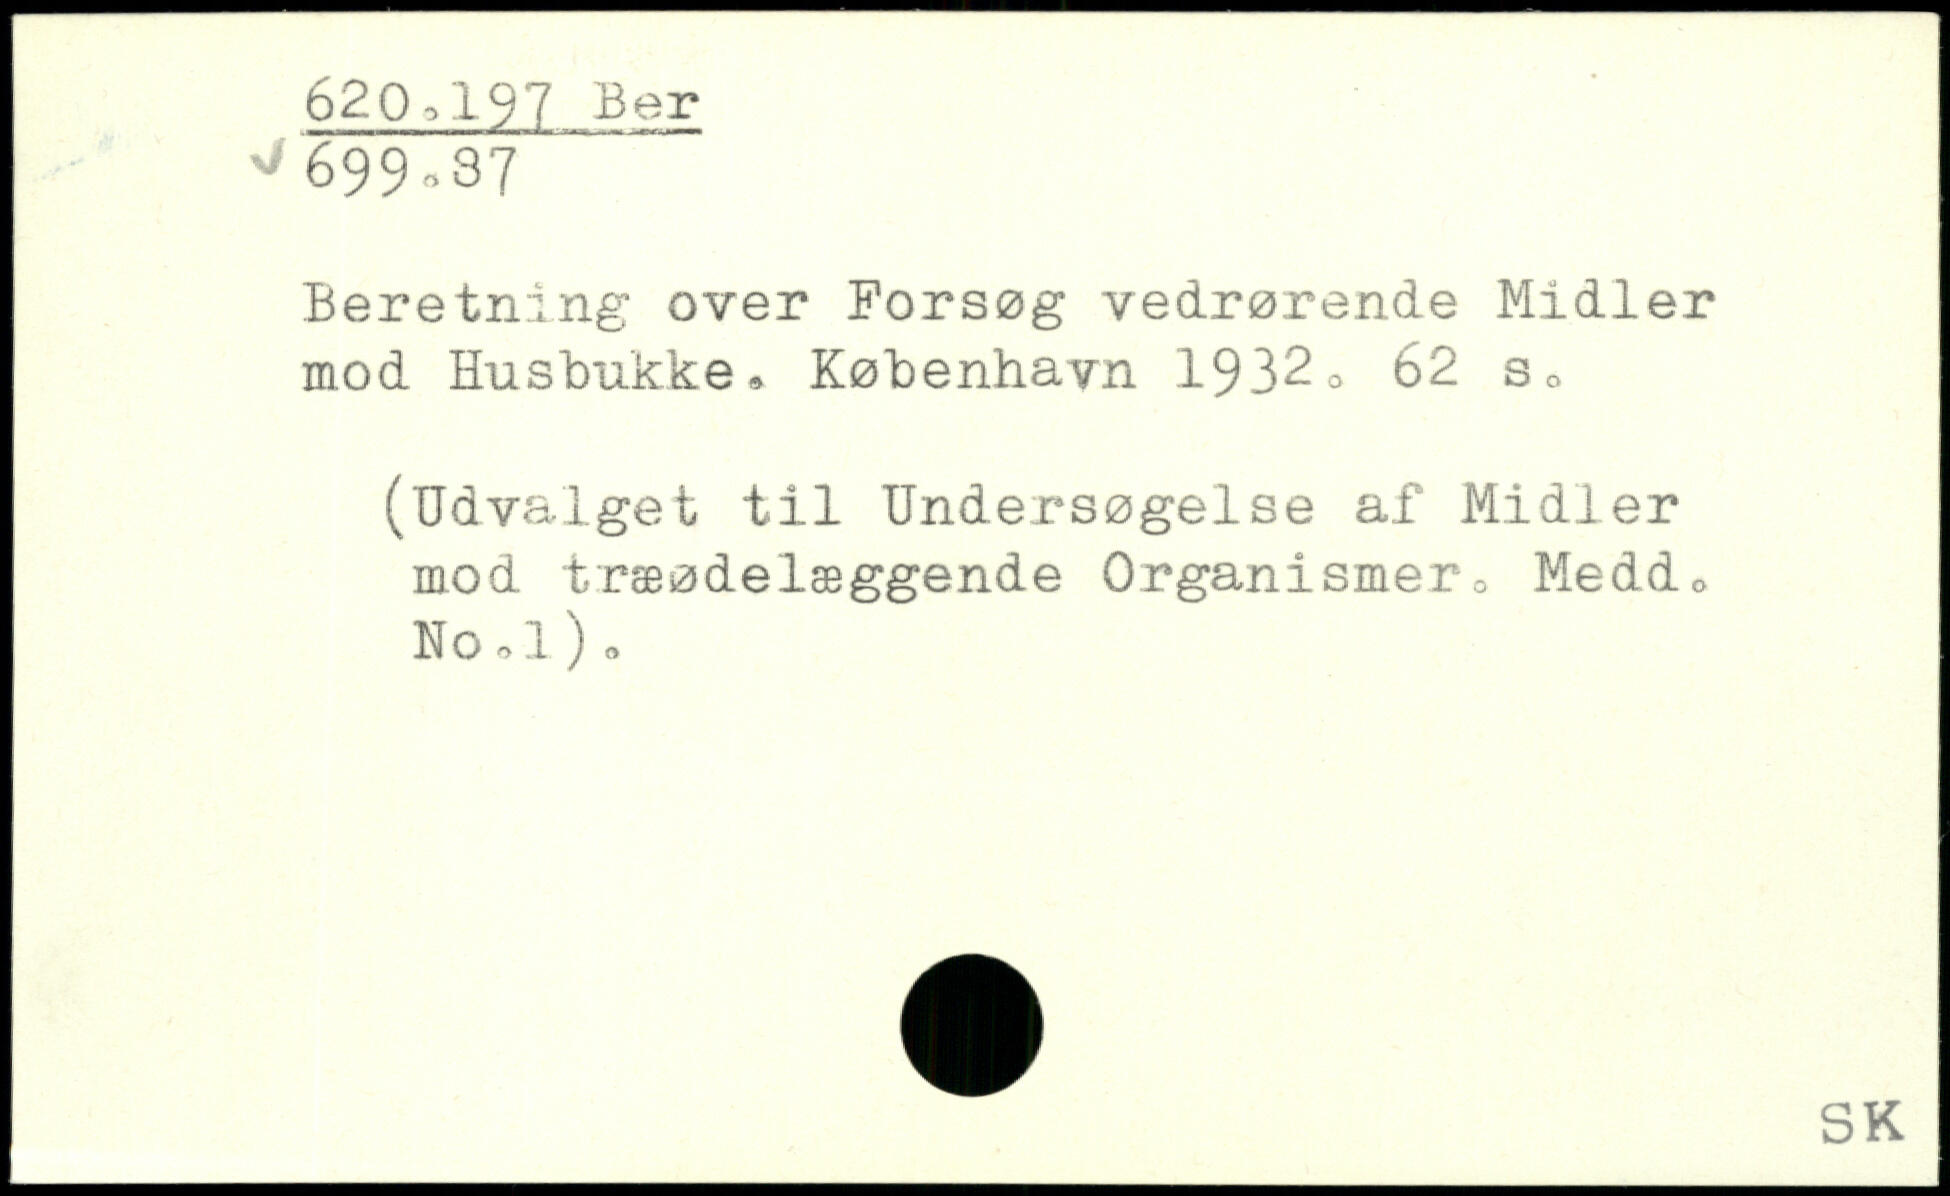 620.197 Ber
699.87
Beretning over Forsøg vedrørende Midler
mod Husbukke. København 1932. 62 s.
(Udvalget til Undersøgelse af Midler
mod træødelæggende Organismer. Medd.
No.1).
SK